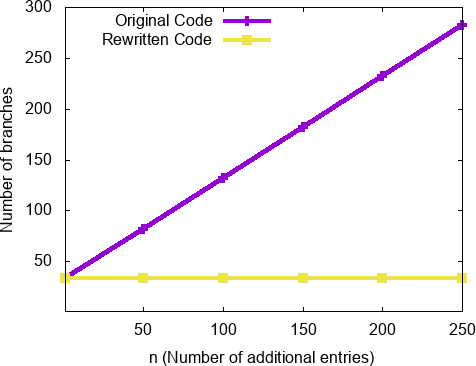 300
250
200
150
100
50
Number of branches
Original Code
Rewritten Code
50 100 150 200 250
n (Number of additional entries)